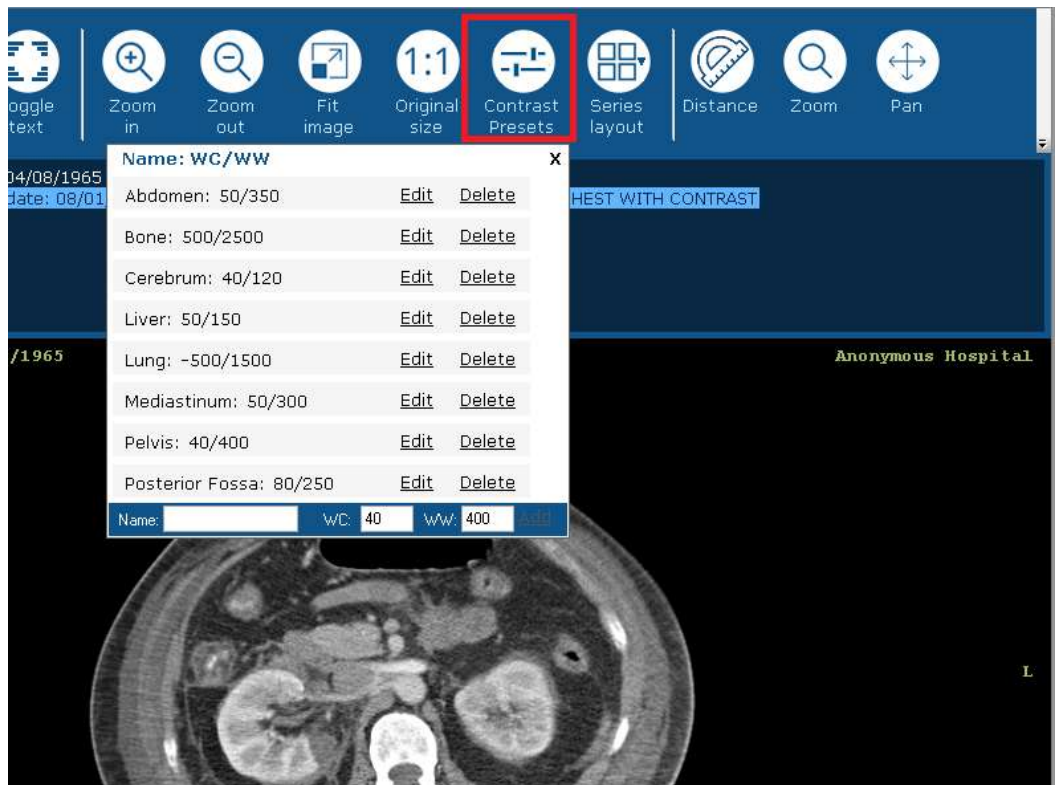 1:1
oggle text
Zoom in
Zoom out
Fit image
Original size
Contrast Presets
Series layout
Distance
Zoom
Pan
04/08/1965
date: 08/01
HEST WITH CONTRAST
Name: WC/WW X
Abdomen: 50/350 Edit Delete
Bone: 500/2500 Edit Delete
Cerebrum: 40/120 Edit Delete
Liver: 50/150 Edit Delete
Lung: -500/1500 Edit Delete
Mediastinum: 50/300 Edit Delete
Pelvis: 40/400 Edit Delete
Posterior Fossa: 80/250 Edit Delete
Name: WC: 40 WW: 400 Add
/1965
Anonymous Hospital
L